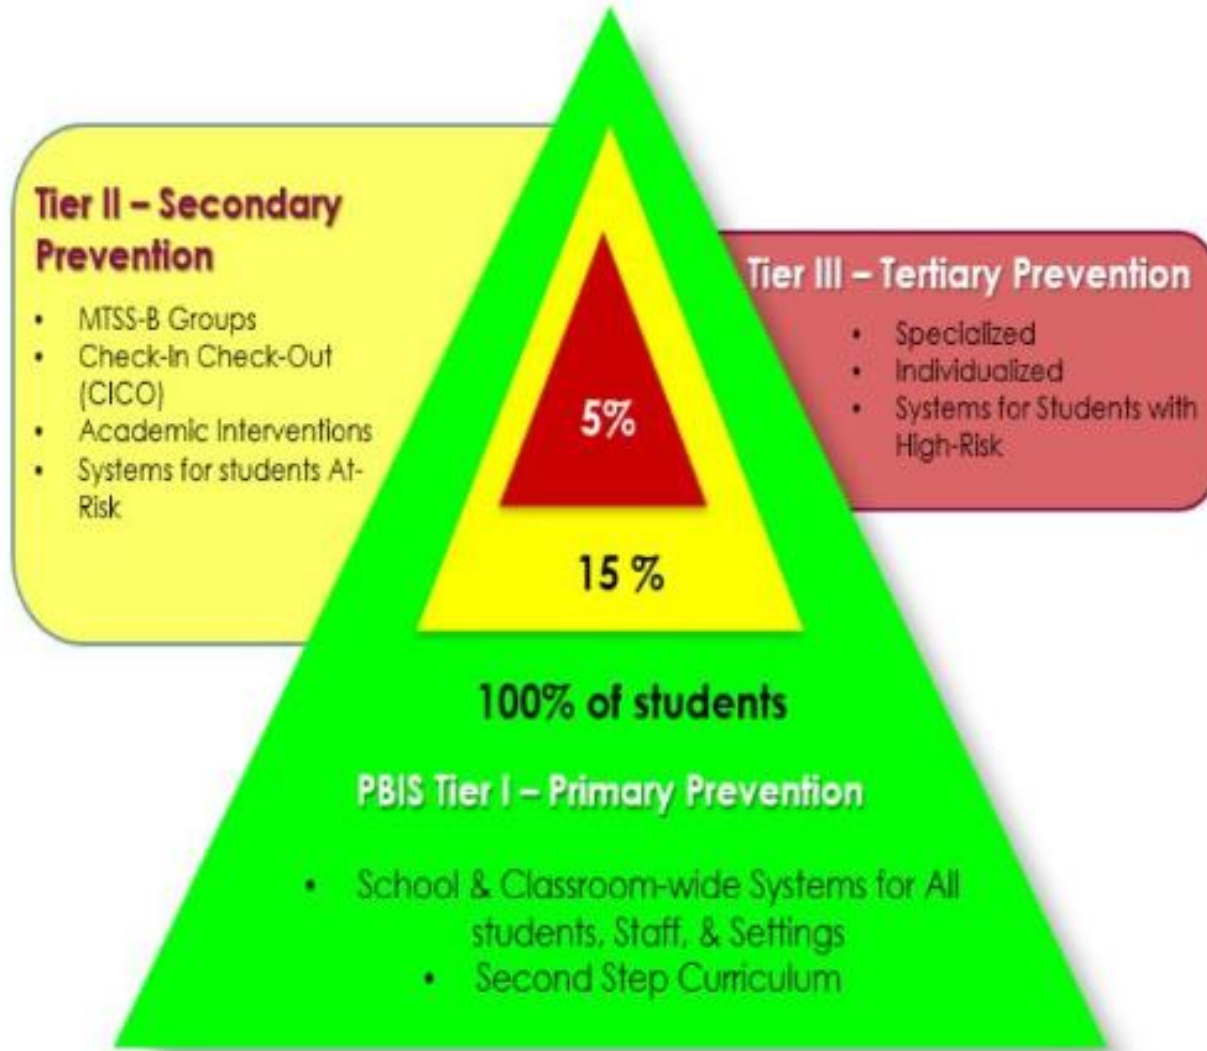 Tier II – Secondary
Prevention
• MTSS-B Groups
• Check-In Check-Out
(CICO)
• Academic Interventions
• Systems for students At-
Risk
Tier III – Tertiary Prevention
• Specialized
• Individualized
• Systems for Students with
High-Risk
5%
15 %
100% of students
PBIS Tier I – Primary Prevention
• School & Classroom-wide Systems for All
students, Staff, & Settings
• Second Step Curriculum